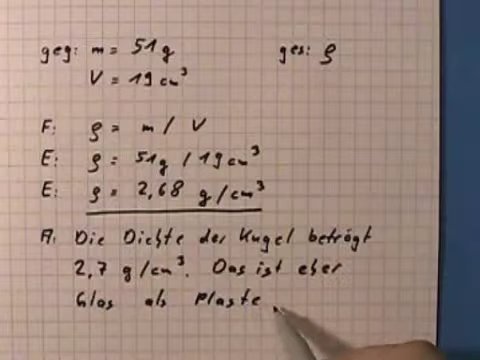 geg: m = 51g ges: ρ
V = 19 cm³
F: ρ = m / V
E: ρ = 51g / 19cm³
E: ρ = 2,68 g/cm³
A: Die Dichte der Kugel beträgt
2,7 g/cm³. Das ist eher
Glas als Plaste